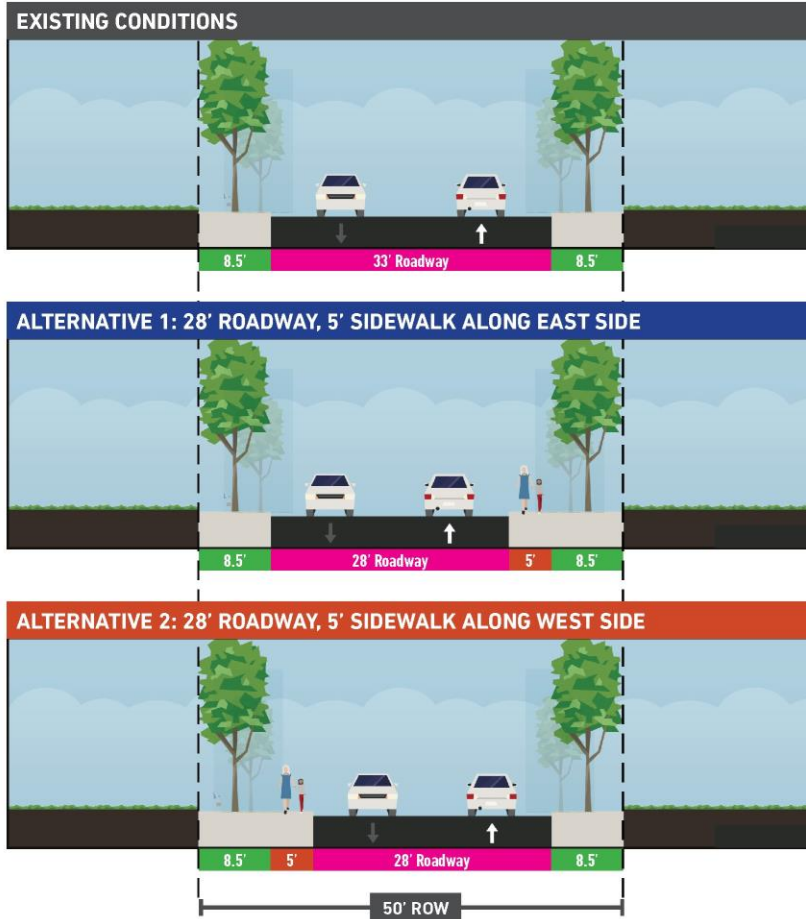 EXISTING CONDITIONS
8.5’ 33’ Roadway 8.5’
ALTERNATIVE 1: 28’ ROADWAY, 5’ SIDEWALK ALONG EAST SIDE
8.5’ 28’ Roadway 5’ 8.5’
ALTERNATIVE 2: 28’ ROADWAY, 5’ SIDEWALK ALONG WEST SIDE
8.5’ 5’ 28’ Roadway 8.5’
50’ ROW